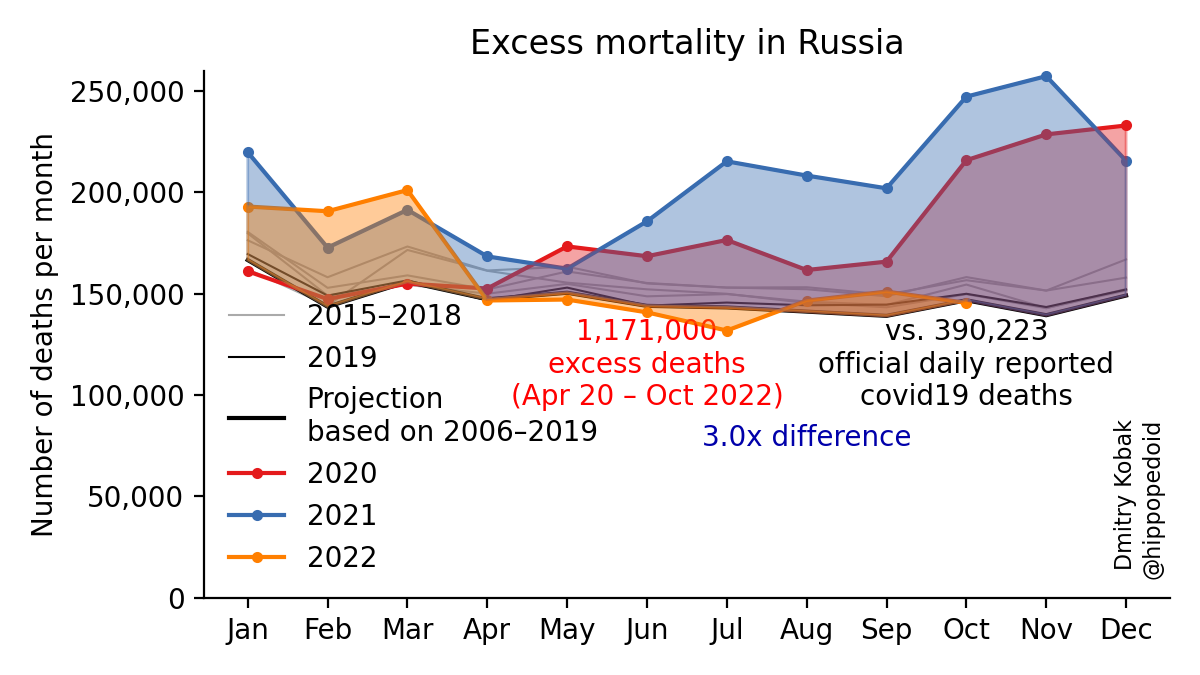 Excess mortality in Russia
Number of deaths per month
250,000
200,000
150,000
100,000
50,000
0
2015–2018
2019
Projection
based on 2006–2019
2020
2021
2022
1,171,000
excess deaths
(Apr 20 – Oct 2022)
vs. 390,223
official daily reported
covid19 deaths
3.0x difference
Dmitry Kobak
@hippopedoid
Jan
Feb
Mar
Apr
May
Jun
Jul
Aug
Sep
Oct
Nov
Dec